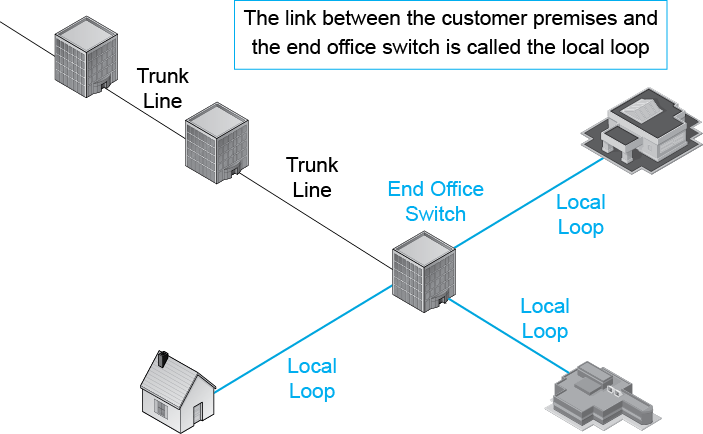 The link between the customer premises and
the end office switch is called the local loop
Trunk
Line
Trunk
Line
End Office
Switch
Local
Loop
Local
Loop
Local
Loop